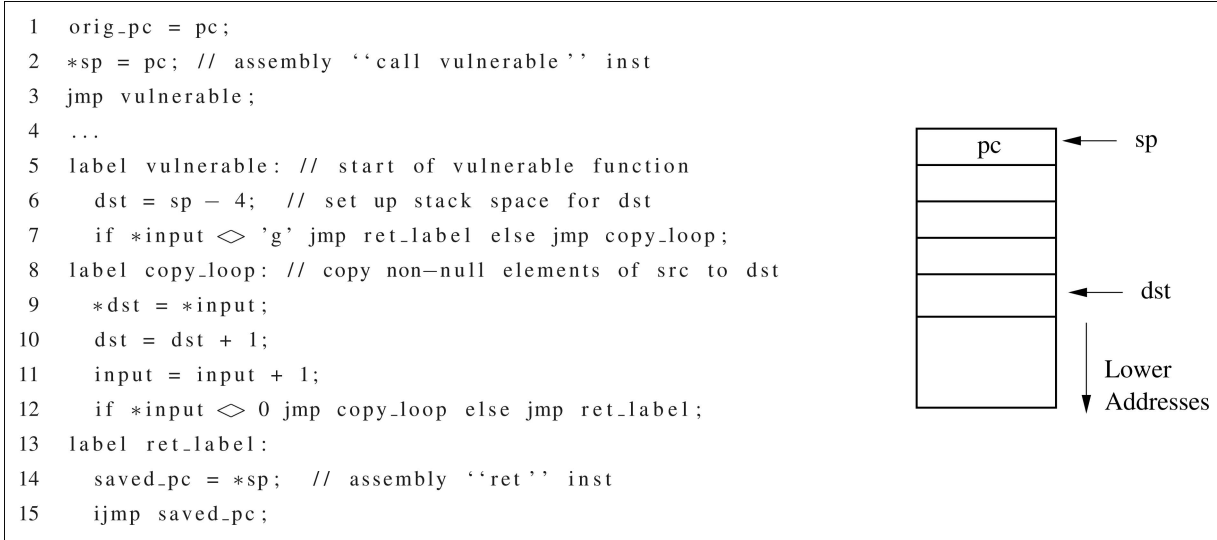 1 orig_pc = pc;
2 *sp = pc; // assembly ‘‘call vulnerable’’ inst
3 jmp vulnerable;
4 ...
5 label vulnerable: // start of vulnerable function
6 dst = sp − 4; // set up stack space for dst
7 if *input <> 'g' jmp ret_label else jmp copy_loop;
8 label copy_loop: // copy non−null elements of src to dst
9 *dst = *input;
10 dst = dst + 1;
11 input = input + 1;
12 if *input <> 0 jmp copy_loop else jmp ret_label;
13 label ret_label:
14 saved_pc = *sp; // assembly ‘‘ret’’ inst
15 ijmp saved_pc;
pc
sp
dst
Lower
Addresses